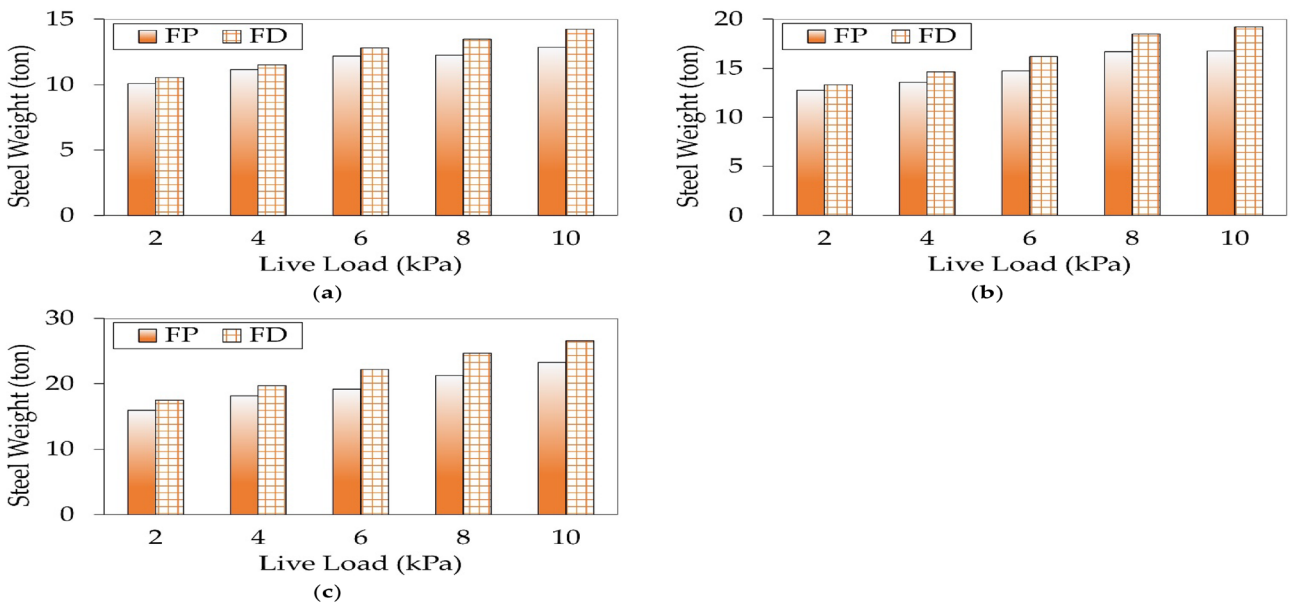 Steel Weight (ton)
15
10
5
0
FP FD
2 4 6 8 10
Live Load (kPa)
(a)
Steel Weight (ton)
20
15
10
5
0
FP FD
2 4 6 8 10
Live Load (kPa)
(b)
Steel Weight (ton)
30
20
10
0
FP FD
2 4 6 8 10
Live Load (kPa)
(c)